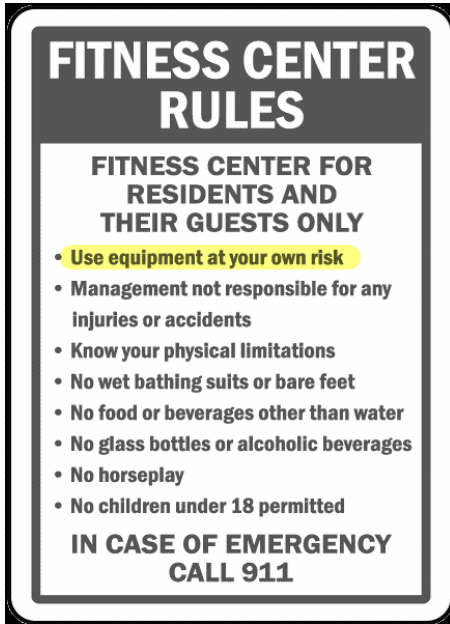 FITNESS CENTER
RULES
FITNESS CENTER FOR
RESIDENTS AND
THEIR GUESTS ONLY
• Use equipment at your own risk
• Management not responsible for any
injuries or accidents
• Know your physical limitations
• No wet bathing suits or bare feet
• No food or beverages other than water
• No glass bottles or alcoholic beverages
• No horseplay
• No children under 18 permitted
IN CASE OF EMERGENCY
CALL 911